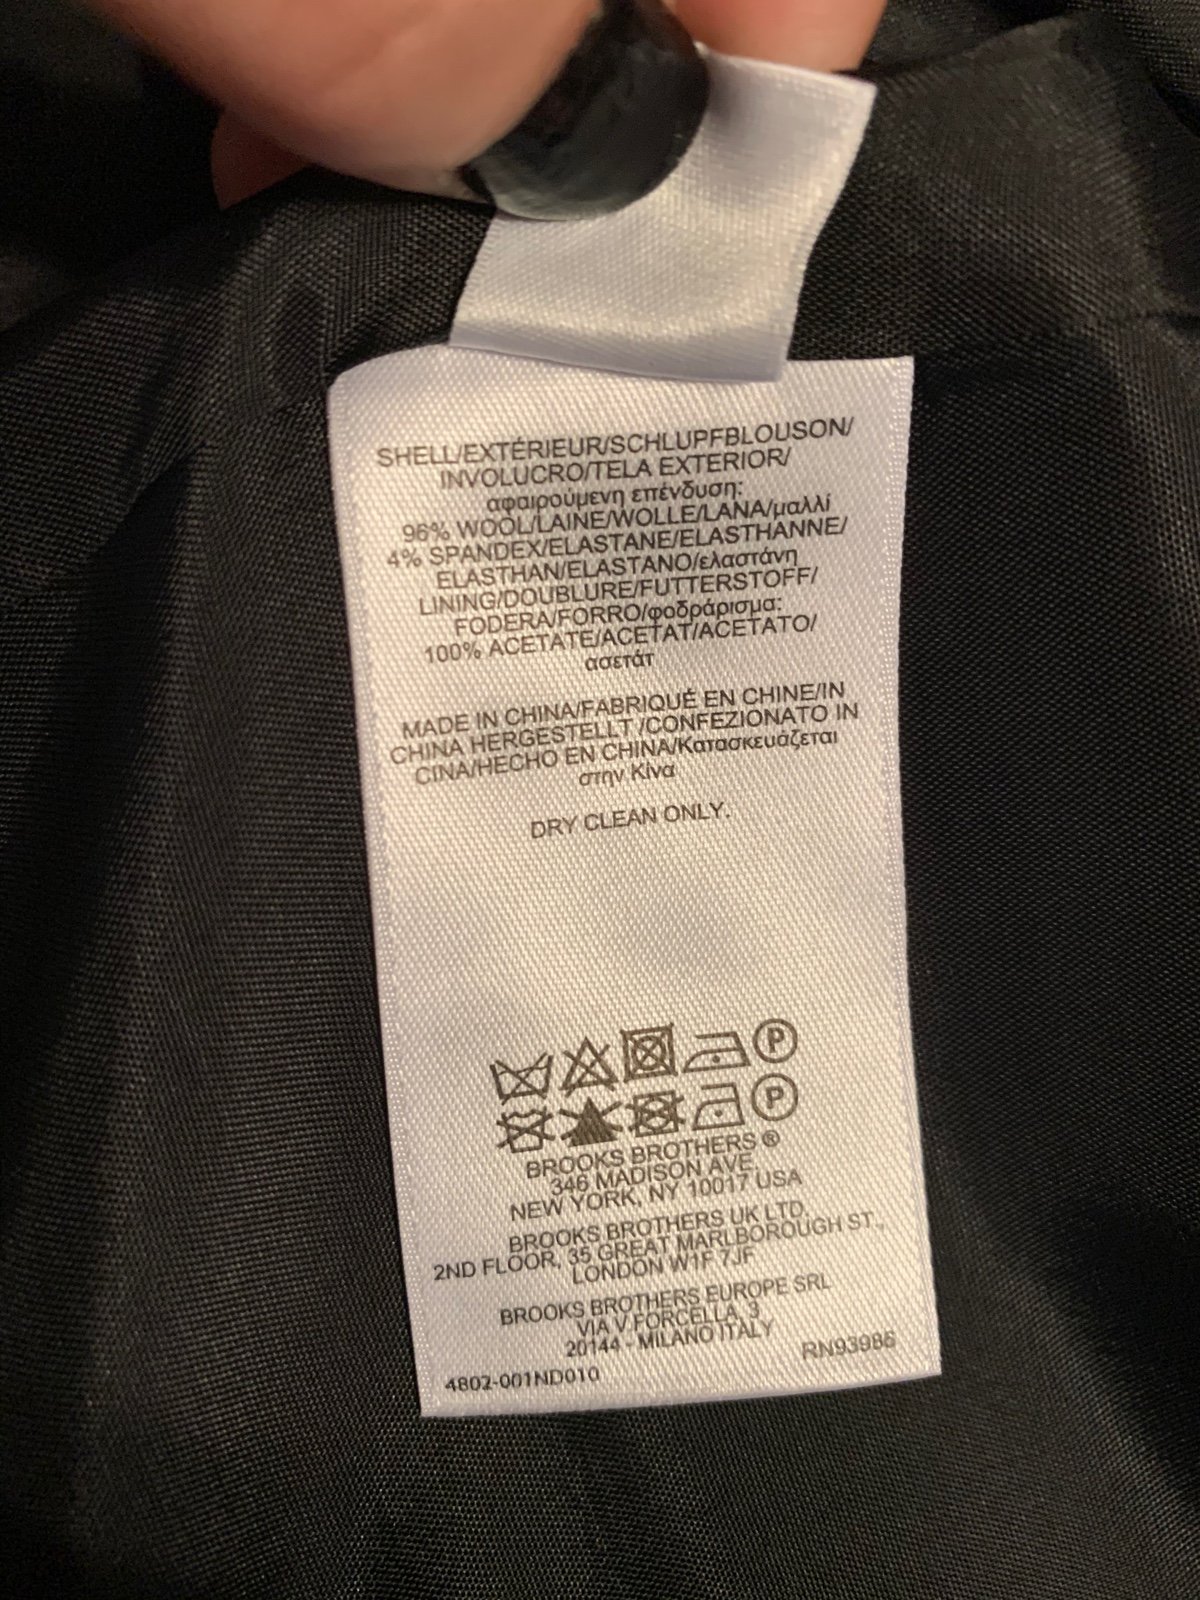 SHELL/EXTÉRIEUR/SCHLUPFBLOUSON/
INVOLUCRO/TELA EXTERIOR/
αφαιρούμενη επένδυση:
96% WOOL/LAINE/WOLLE/LANA/μαλλί
4% SPANDEX/ELASTANE/ELASTHANNE/
ELASTHAN/ELASTANO/ελαστάνη
LINING/DOUBLURE/FUTTERSTOFF/
FODERA/FORRO/φοδράρισμα:
100% ACETATE/ACETAT/ACETATO/
ασετάτ
MADE IN CHINA/FABRIQUÉ EN CHINE/IN
CHINA HERGESTELLT /CONFEZIONATO IN
CINA/HECHO EN CHINA/Κατασκευάζεται
στην Κίνα
DRY CLEAN ONLY.
P
P
BROOKS BROTHERS ®
346 MADISON AVE.
NEW YORK, NY 10017 USA
BROOKS BROTHERS UK LTD.
2ND FLOOR, 35 GREAT MARLBOROUGH ST.,
LONDON W1F 7JF
BROOKS BROTHERS EUROPE SRL
VIA V.FORCELLA, 3
20144 - MILANO ITALY
RN93986
4802-001ND010